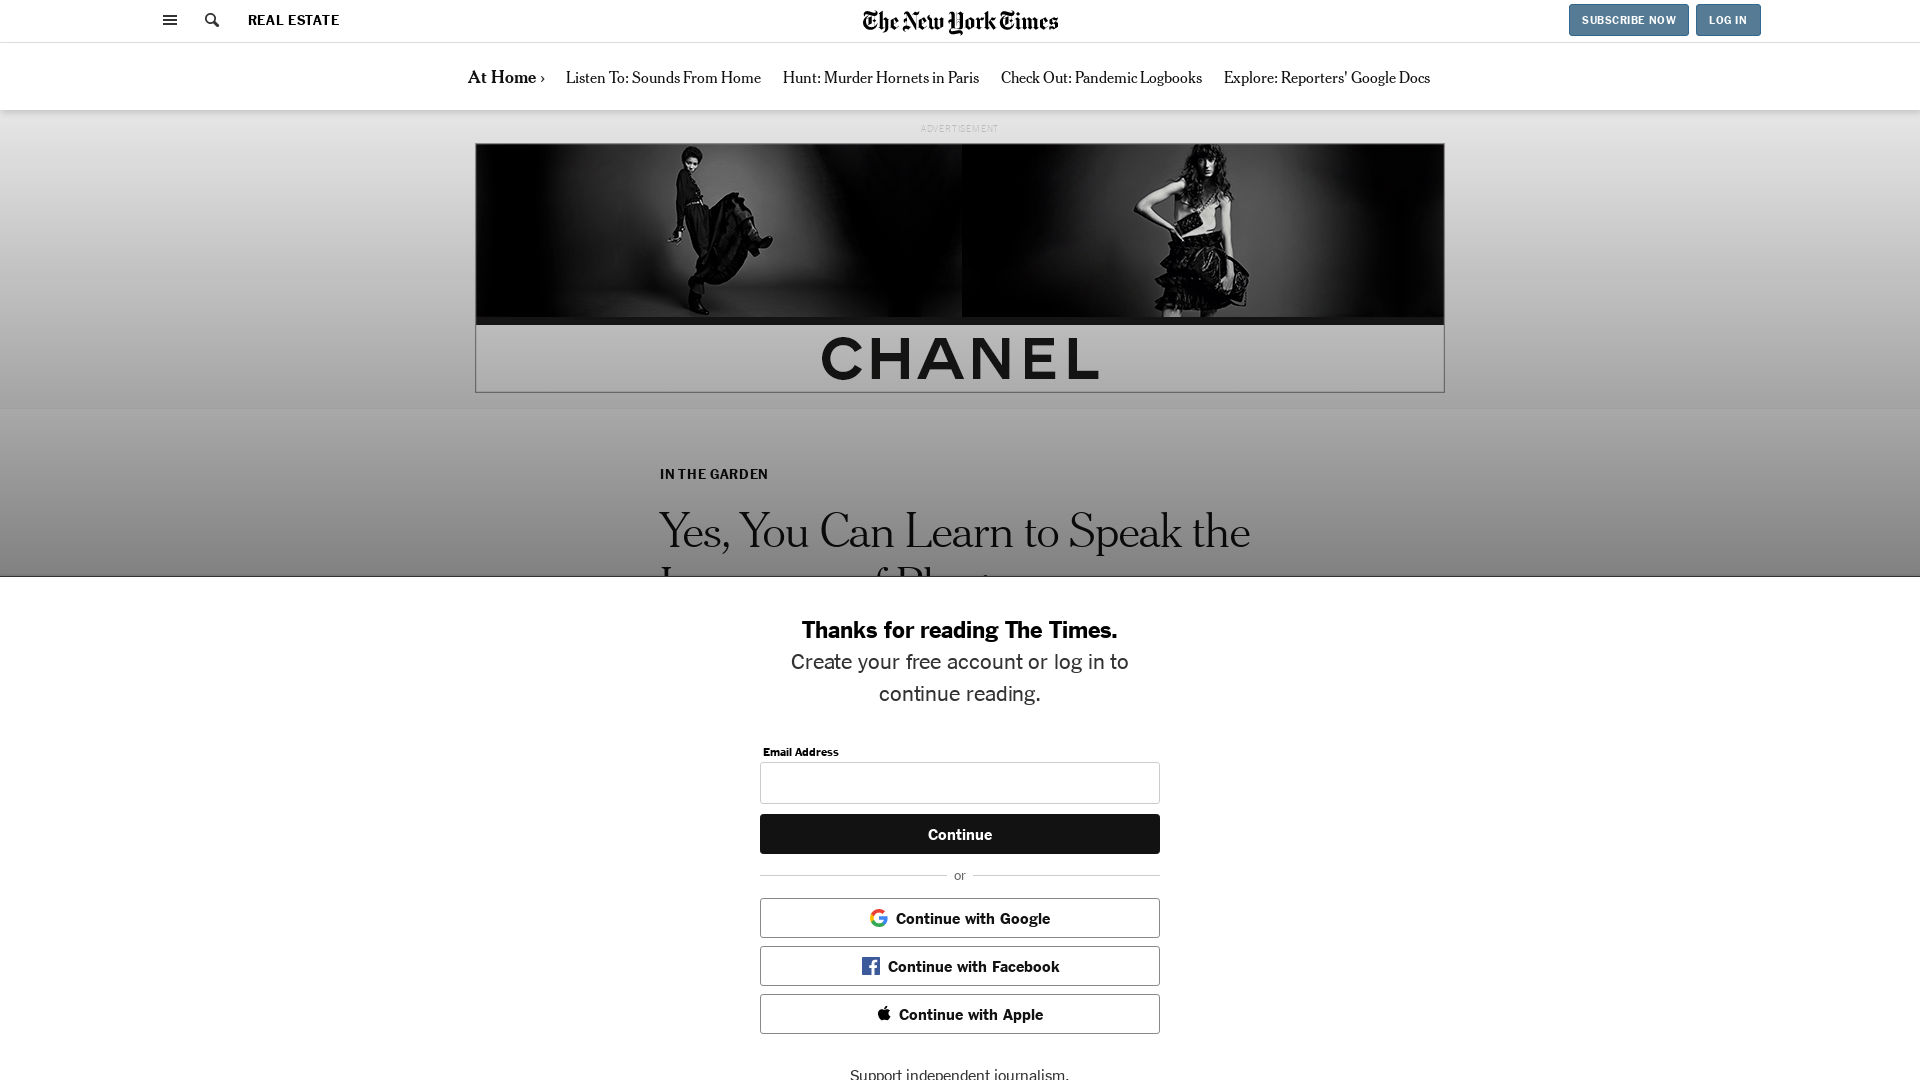 REAL ESTATE
The New York Times
SUBSCRIBE NOW
LOG IN
At Home ›
Listen To: Sounds From Home
Hunt: Murder Hornets in Paris
Check Out: Pandemic Logbooks
Explore: Reporters' Google Docs
ADVERTISEMENT
CHANEL
IN THE GARDEN
Yes, You Can Learn to Speak the
Thanks for reading The Times.
Create your free account or log in to
continue reading.
Email Address
Continue
or
Continue with Google
Continue with Facebook
Continue with Apple
Support independent journalism.